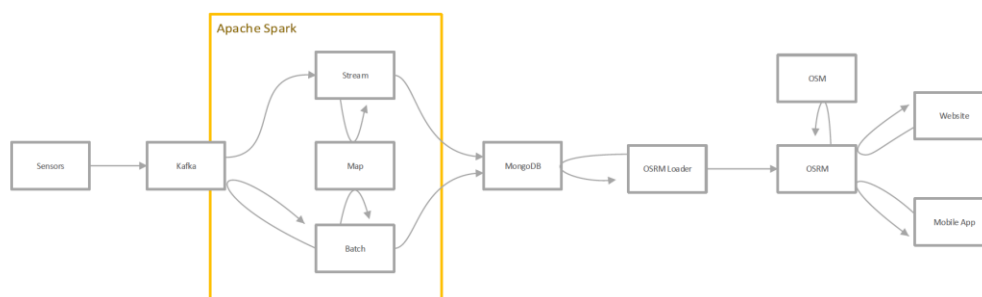 Apache Spark
Stream
OSM
Website
Sensors
Kafka
Map
MongoDB
OSRM Loader
OSRM
Batch
Mobile App